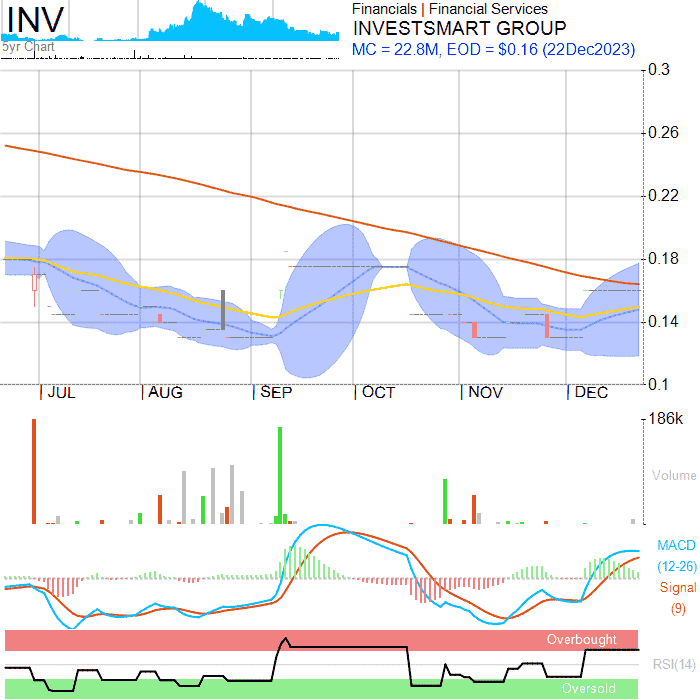 INV
5yr Chart
Financials | Financial Services
INVESTSMART GROUP
MC = 22.8M, EOD = $0.16 (22Dec2023)
0.3
0.26
0.22
0.18
0.14
0.1
JUL
AUG
SEP
OCT
NOV
DEC
186k
Volume
MACD
(12-26)
Signal
(9)
Overbought
RSI(14)
Oversold